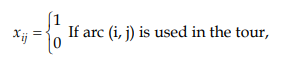 x_ij = {1 If arc (i, j) is used in the tour,
0